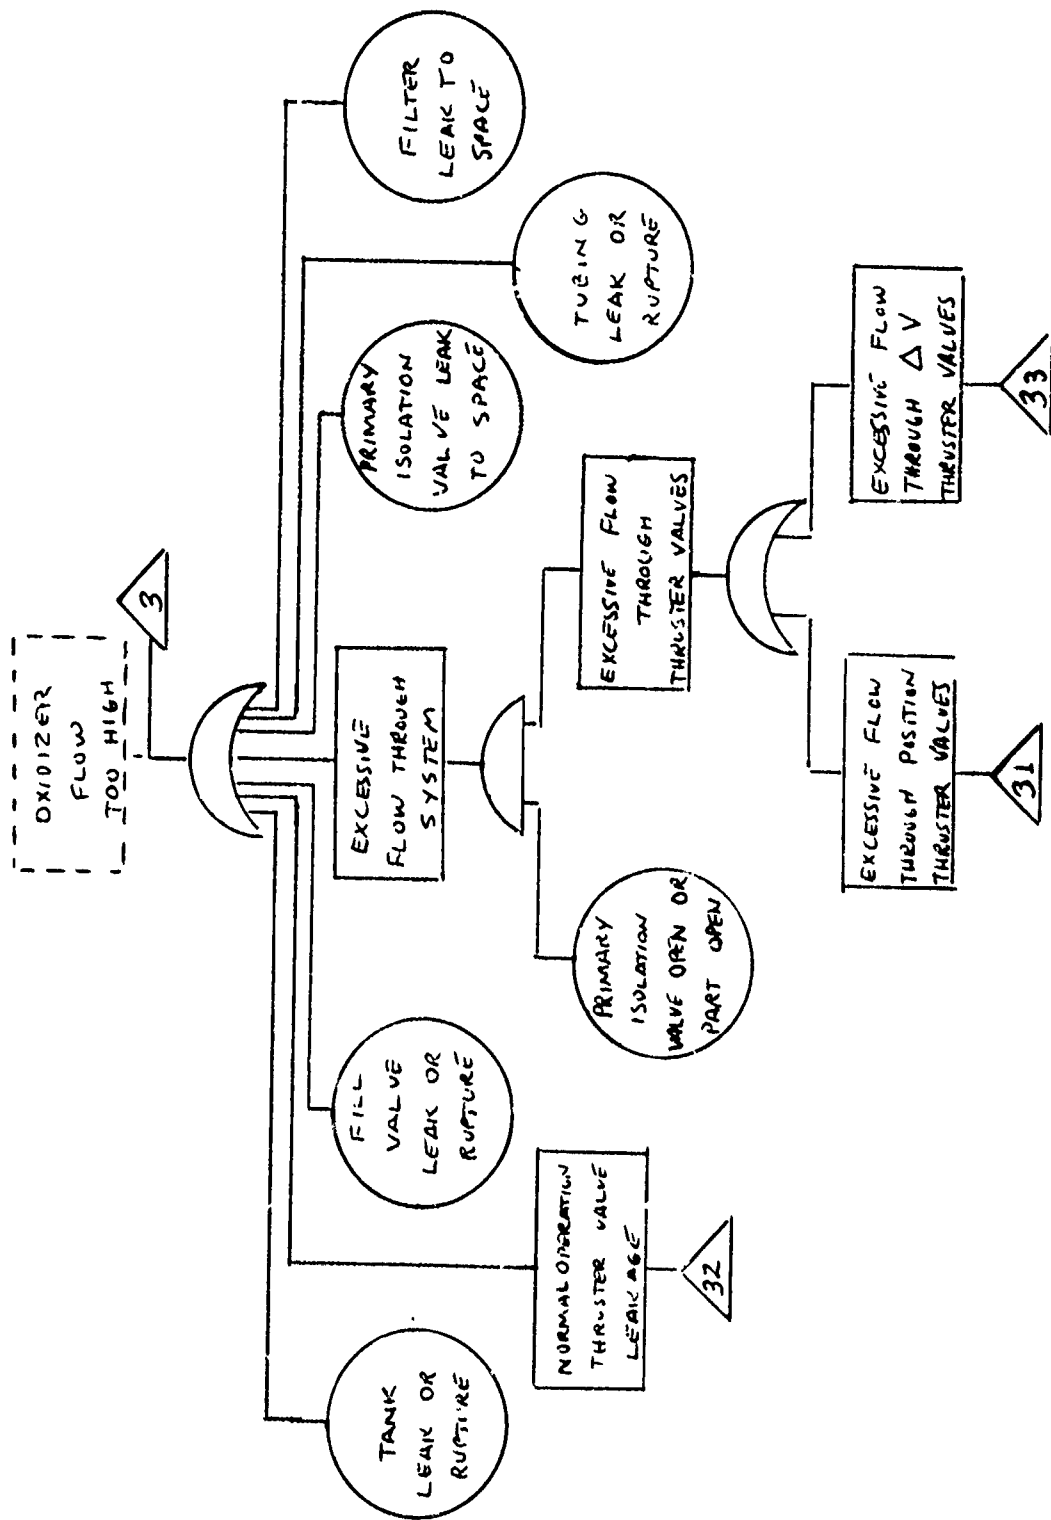 OXIDIZER
FLOW
TOO HIGH
3
TANK
LEAK OR
RUPTURE
NORMAL OPERATION
THRUSTER VALVE
LEAKAGE
32
FILL
VALVE
LEAK OR
RUPTURE
EXCESSIVE
FLOW THROUGH
SYSTEM
PRIMARY
ISOLATION
VALVE LEAK
TO SPACE
TUBING
LEAK OR
RUPTURE
FILTER
LEAK TO
SPACE
PRIMARY
ISOLATION
VALVE OPEN OR
PART OPEN
EXCESSIVE FLOW
THROUGH
THRUSTER VALVES
EXCESSIVE FLOW
THROUGH POSITION
THRUSTER VALVES
31
EXCESSIVE FLOW
THROUGH Δ V
THRUSTER VALVES
33